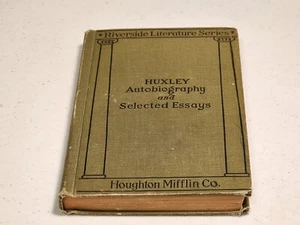 Riverside Literature Series
HUXLEY
Autobiography
and
Selected Essays
Houghton Mifflin Co.